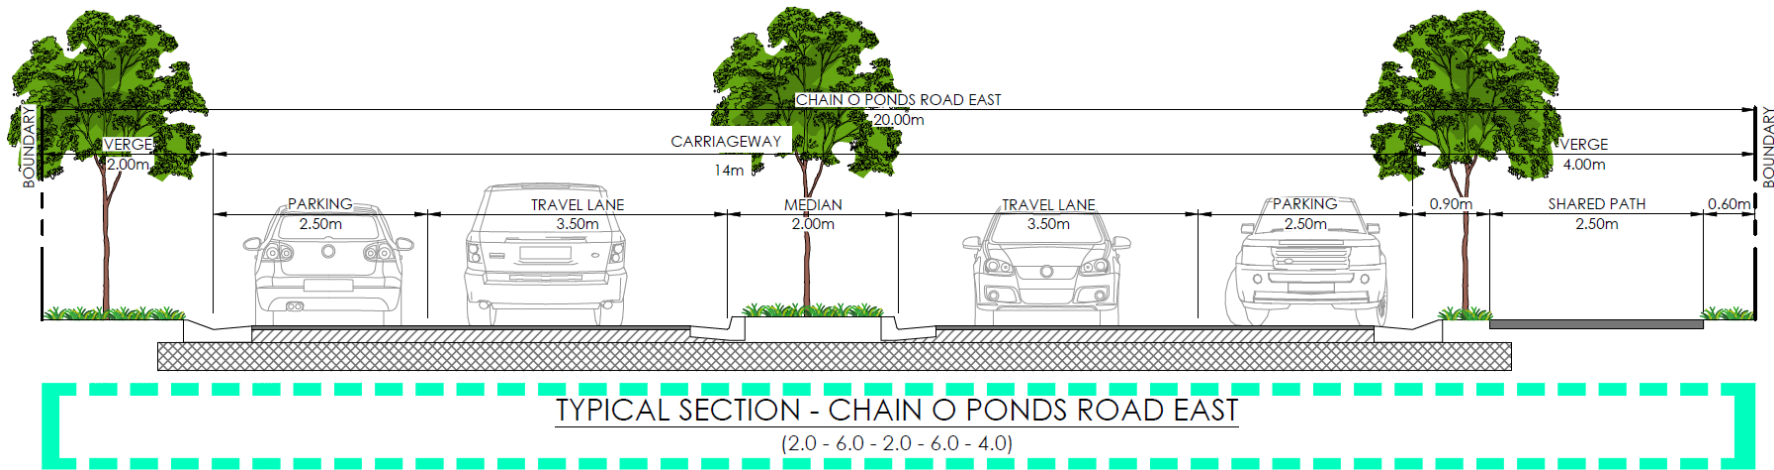 CHAIN O PONDS ROAD EAST
20.00m
BOUNDARY
VERGE
2.00m
CARRIAGEWAY
14m
VERGE
4.00m
BOUNDARY
PARKING
2.50m
TRAVEL LANE
3.50m
MEDIAN
2.00m
TRAVEL LANE
3.50m
PARKING
2.50m
0.90m
SHARED PATH
2.50m
0.60m
TYPICAL SECTION - CHAIN O PONDS ROAD EAST
(2.0 - 6.0 - 2.0 - 6.0 - 4.0)